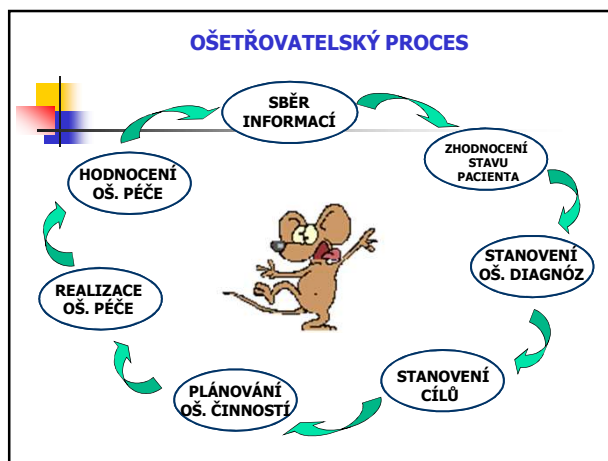 OŠETŘOVATELSKÝ PROCES
SBĚR
INFORMACÍ
ZHODNOCENÍ
STAVU
PACIENTA
STANOVENÍ
OŠ. DIAGNÓZ
STANOVENÍ
CÍLŮ
PLÁNOVÁNÍ
OŠ. ČINNOSTÍ
REALIZACE
OŠ. PÉČE
HODNOCENÍ
OŠ. PÉČE